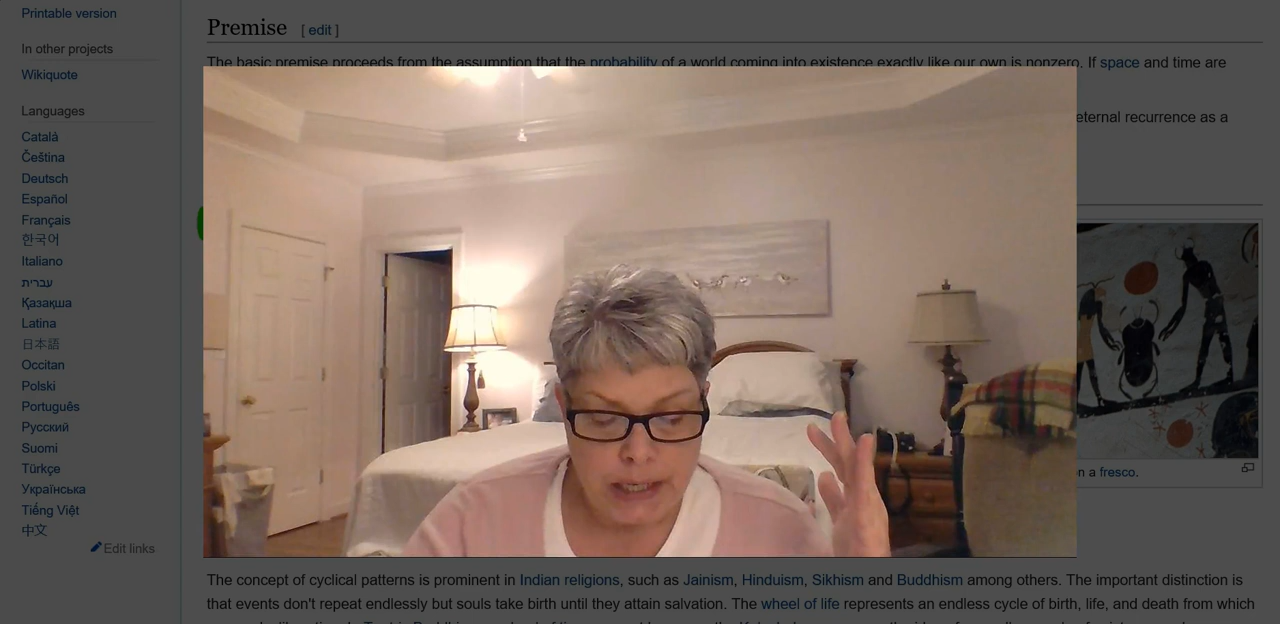 Printable version
In other projects
Wikiquote
Languages
Català
Čeština
Deutsch
Español
Français
한국어
Italiano
עברית
Қазақша
Latina
日本語
Occitan
Polski
Português
Русский
Suomi
Türkçe
Українська
Tiếng Việt
中文
Edit links
Premise [ edit ]
The basic premise proceeds from the assumption that the probability of a world coming into existence exactly like our own is nonzero. If space and time are
eternal recurrence as a
n a fresco.
The concept of cyclical patterns is prominent in Indian religions, such as Jainism, Hinduism, Sikhism and Buddhism among others. The important distinction is
that events don't repeat endlessly but souls take birth until they attain salvation. The wheel of life represents an endless cycle of birth, life, and death from which